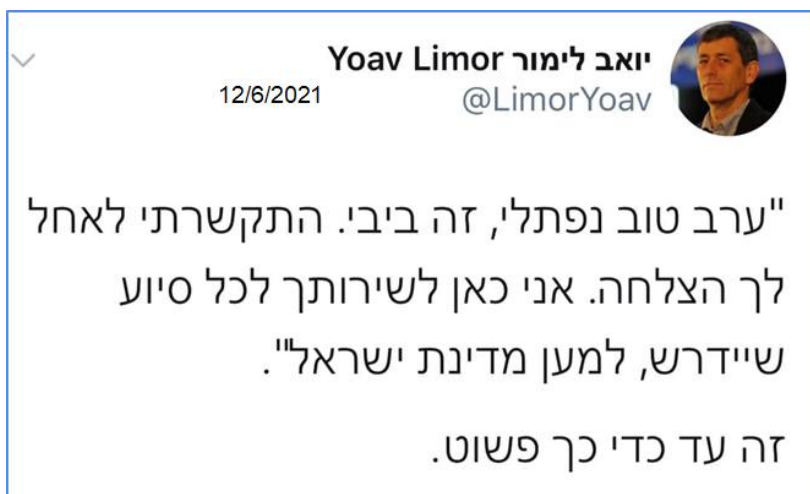 יואב לימור Yoav Limor
@LimorYoav
12/6/2021
"ערב טוב נפתלי, זה ביבי. התקשרתי לאחל
לך הצלחה. אני כאן לשירותך לכל סיוע
שיידרש, למען מדינת ישראל".
זה עד כדי כך פשוט.